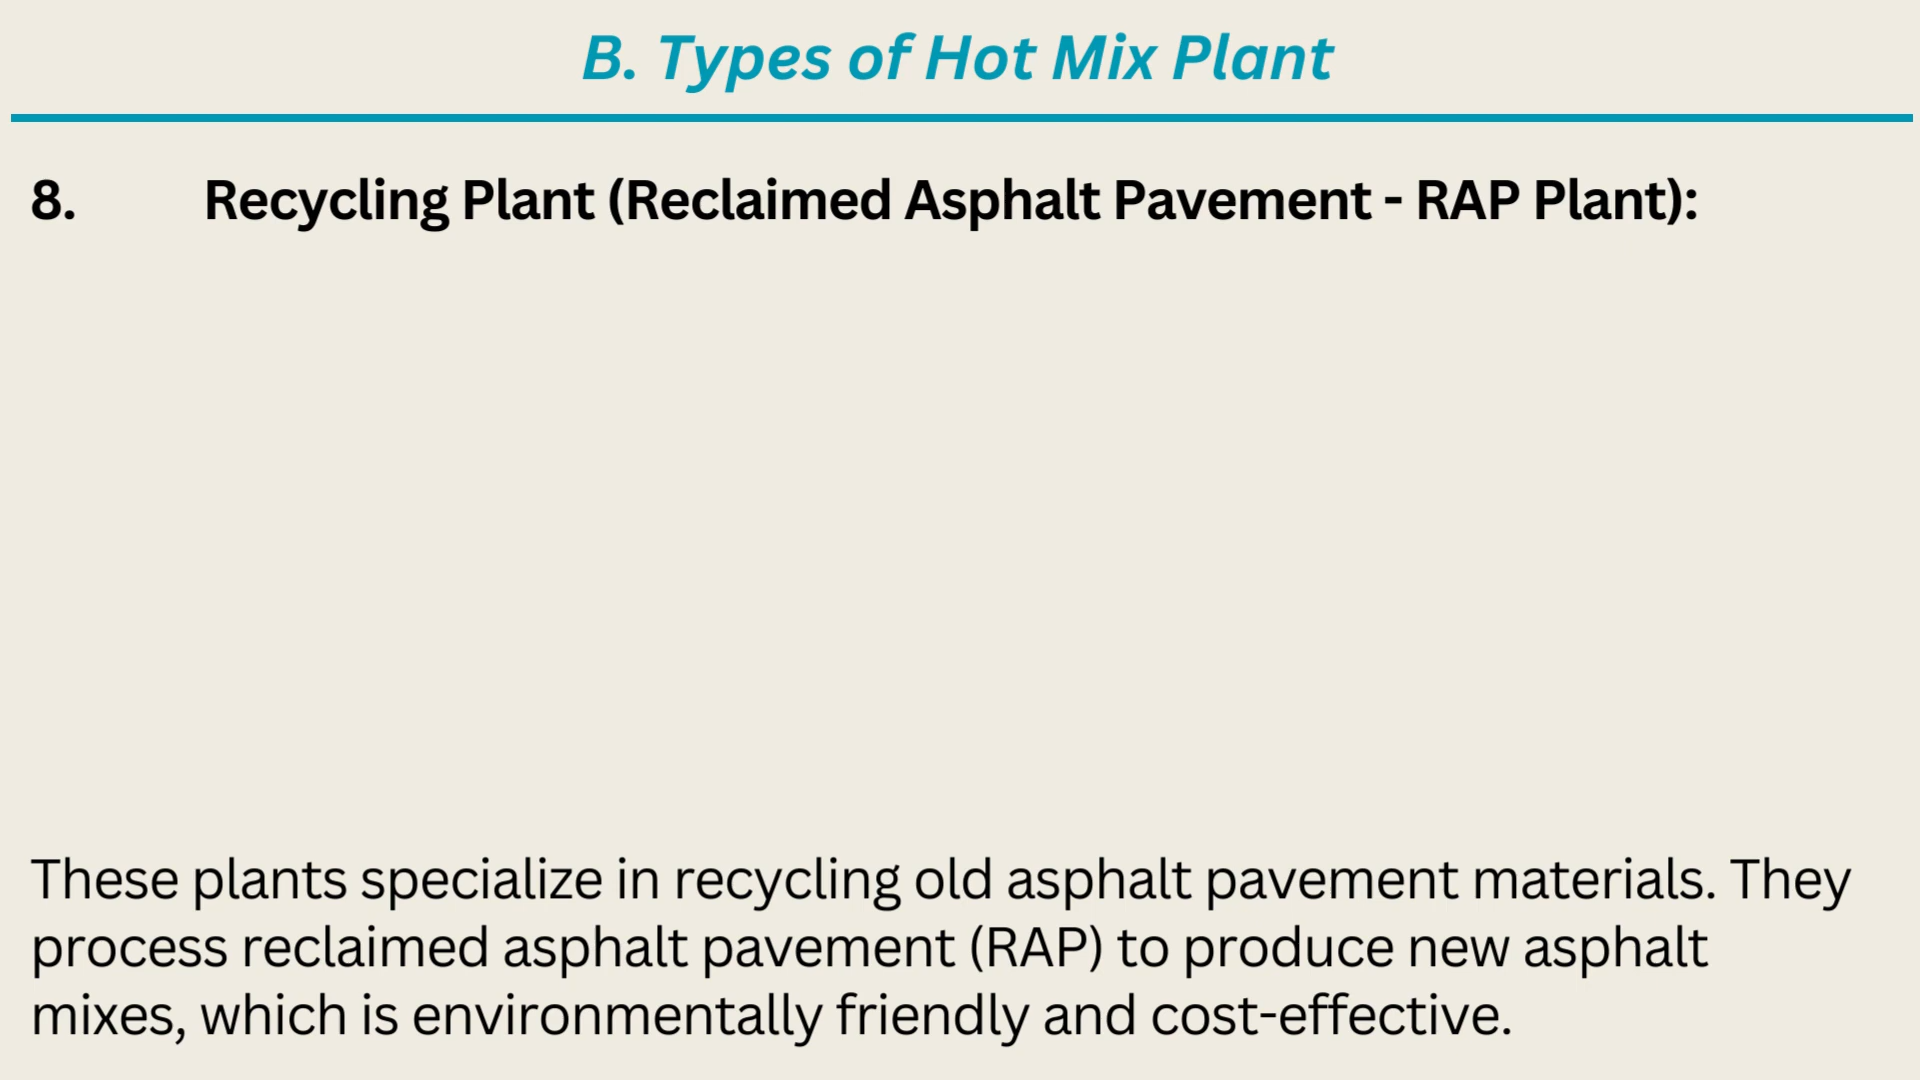 B. Types of Hot Mix Plant
8. Recycling Plant (Reclaimed Asphalt Pavement - RAP Plant):
These plants specialize in recycling old asphalt pavement materials. They
process reclaimed asphalt pavement (RAP) to produce new asphalt
mixes, which is environmentally friendly and cost-effective.